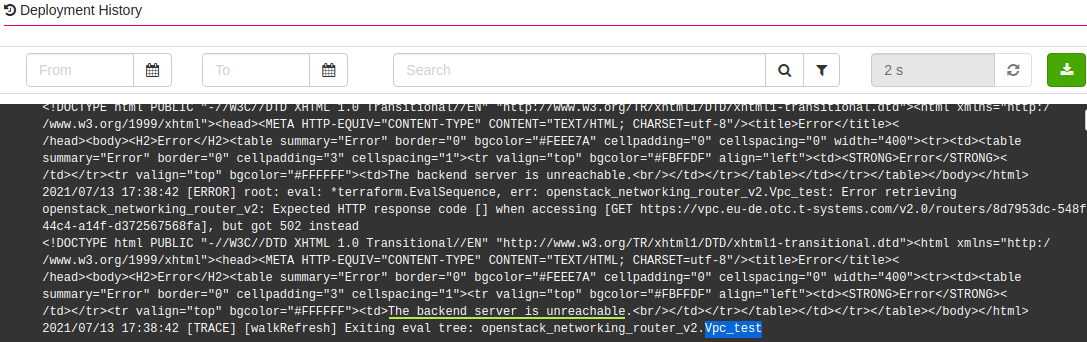 Deployment History
From To Search 2 s
<!DOCTYPE html PUBLIC "-//W3C//DTD XHTML 1.0 Transitional//EN" "http://www.w3.org/TR/xhtml1/DTD/xhtml1-transitional.dtd"><html xmlns="http:/
/www.w3.org/1999/xhtml"><head><META HTTP-EQUIV="CONTENT-TYPE" CONTENT="TEXT/HTML; CHARSET=utf-8"/><title>Error</title><
/head><body><H2>Error</H2><table summary="Error" border="0" bgcolor="#FEEE7A" cellpadding="0" cellspacing="0" width="400"><tr><td><table
summary="Error" border="0" cellpadding="3" cellspacing="1"><tr valign="top" bgcolor="#FBFFDF" align="left"><td><STRONG>Error</STRONG><
/td></tr><tr valign="top" bgcolor="#FFFFFF"><td>The backend server is unreachable.<br/></td></tr></table></td></tr></table></body></html>
2021/07/13 17:38:42 [ERROR] root: eval: *terraform.EvalSequence, err: openstack_networking_router_v2.Vpc_test: Error retrieving
openstack_networking_router_v2: Expected HTTP response code [] when accessing [GET https://vpc.eu-de.otc.t-systems.com/v2.0/routers/8d7953dc-548f
44c4-a14f-d372567568fa], but got 502 instead
<!DOCTYPE html PUBLIC "-//W3C//DTD XHTML 1.0 Transitional//EN" "http://www.w3.org/TR/xhtml1/DTD/xhtml1-transitional.dtd"><html xmlns="http:/
/www.w3.org/1999/xhtml"><head><META HTTP-EQUIV="CONTENT-TYPE" CONTENT="TEXT/HTML; CHARSET=utf-8"/><title>Error</title><
/head><body><H2>Error</H2><table summary="Error" border="0" bgcolor="#FEEE7A" cellpadding="0" cellspacing="0" width="400"><tr><td><table
summary="Error" border="0" cellpadding="3" cellspacing="1"><tr valign="top" bgcolor="#FBFFDF" align="left"><td><STRONG>Error</STRONG><
/td></tr><tr valign="top" bgcolor="#FFFFFF"><td>The backend server is unreachable.<br/></td></tr></table></td></tr></table></body></html>
2021/07/13 17:38:42 [TRACE] [walkRefresh] Exiting eval tree: openstack_networking_router_v2.Vpc_test